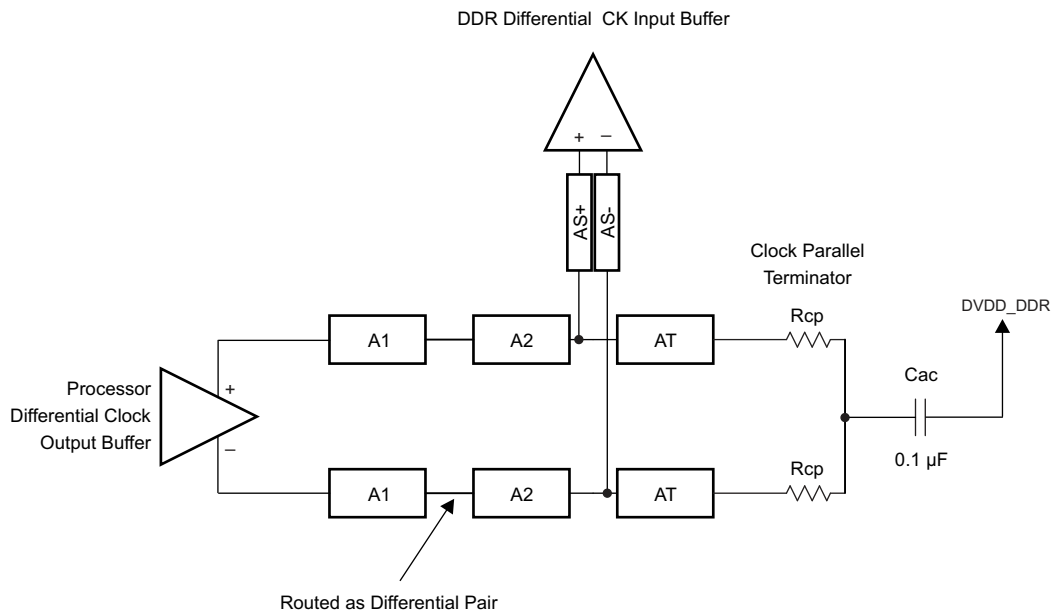 DDR Differential CK Input Buffer
+ −
AS+ AS-
Clock Parallel
Terminator
DVDD_DDR
Rcp
A1 A2 AT
Cac
+
Processor
Differential Clock
Output Buffer
−
0.1 µF
Rcp
A1 A2 AT
Routed as Differential Pair